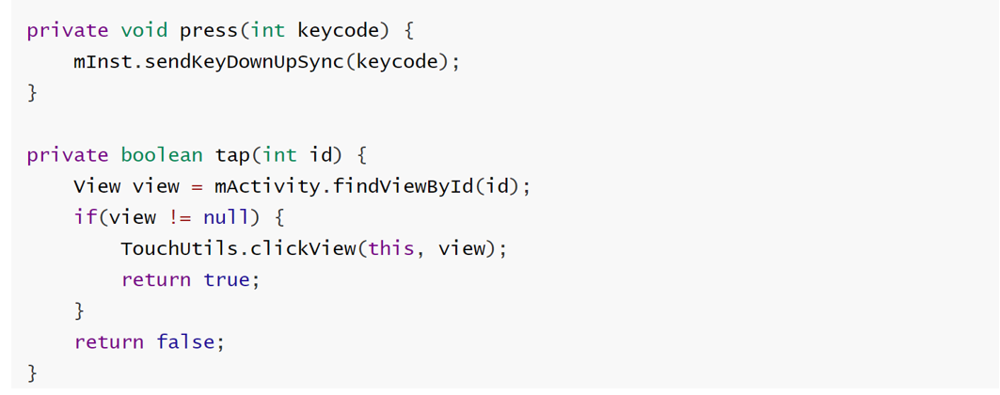 private void press(int keycode) {
    mInst.sendKeyDownUpSync(keycode);
}

private boolean tap(int id) {
    View view = mActivity.findViewById(id);
    if(view != null) {
        TouchUtils.clickView(this, view);
        return true;
    }
    return false;
}